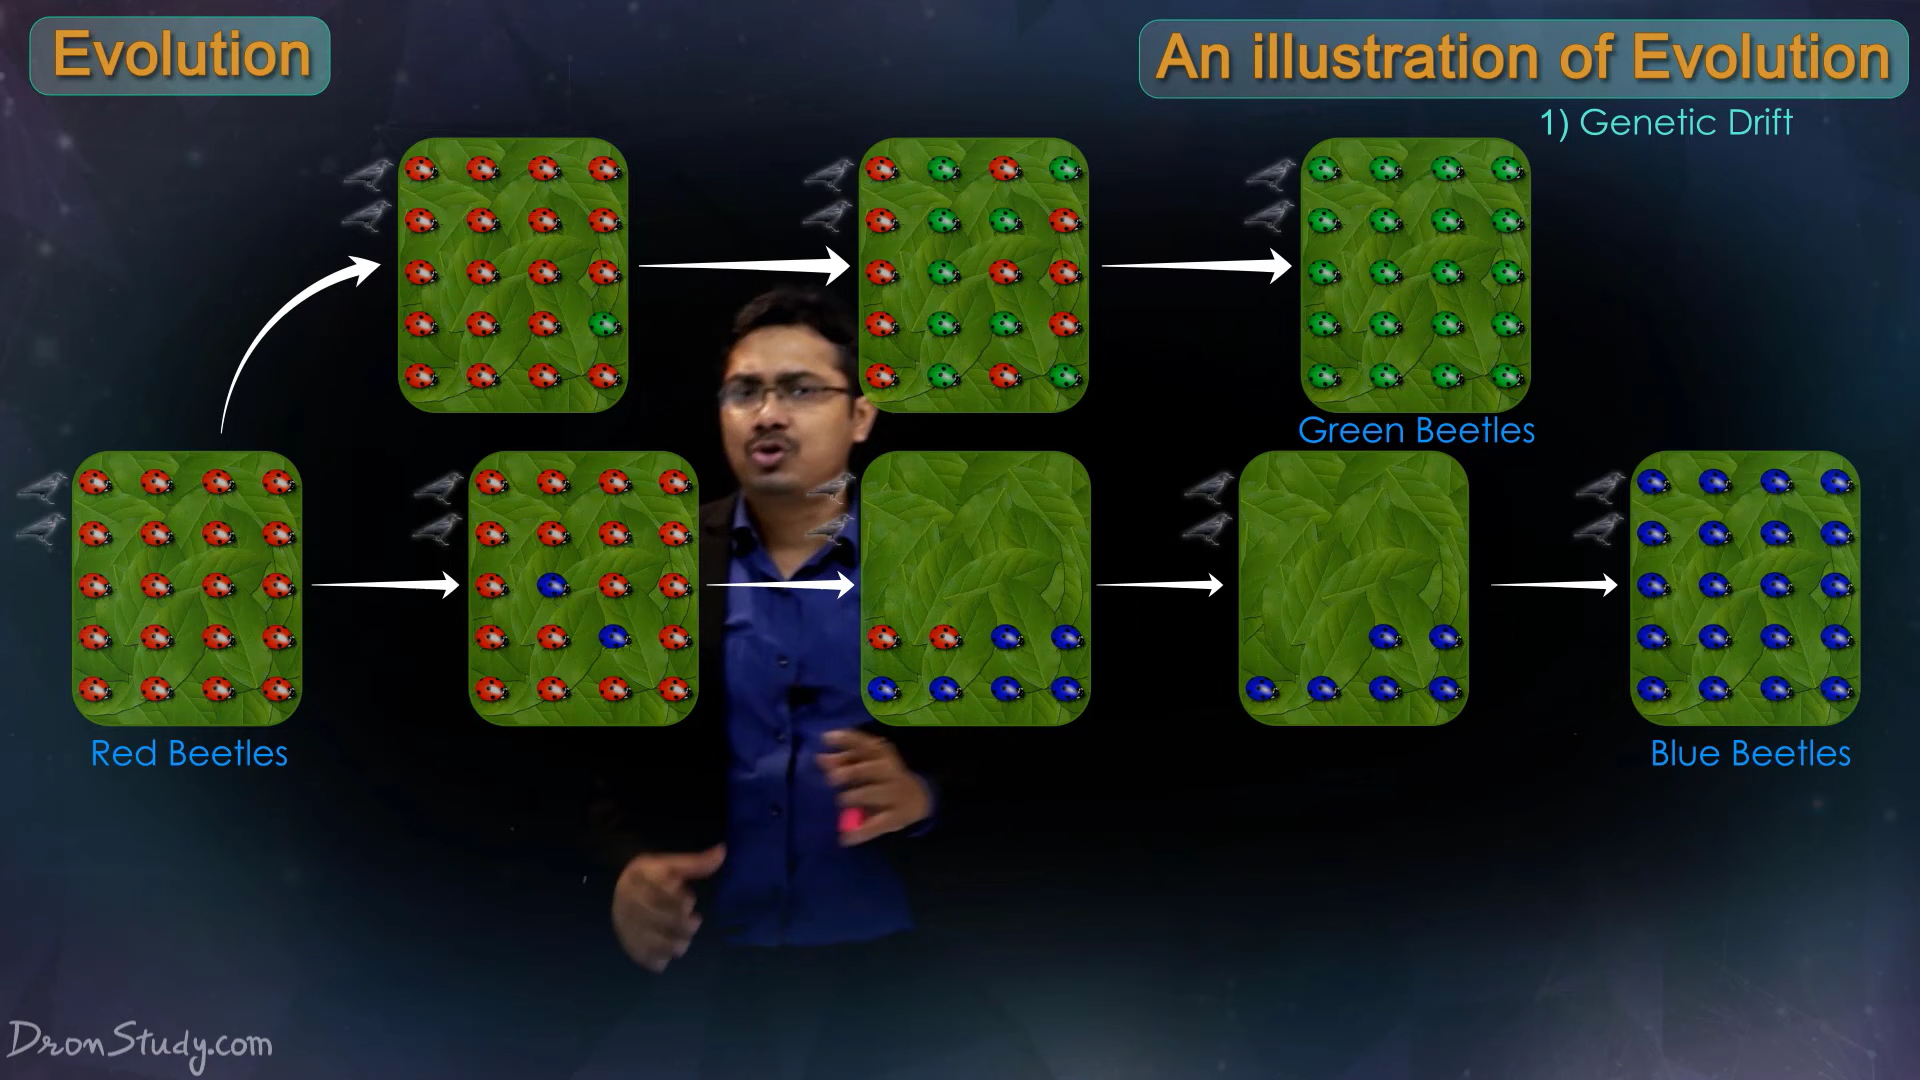 Evolution
An illustration of Evolution
1) Genetic Drift
Green Beetles
Red Beetles
Blue Beetles
DronStudy.com